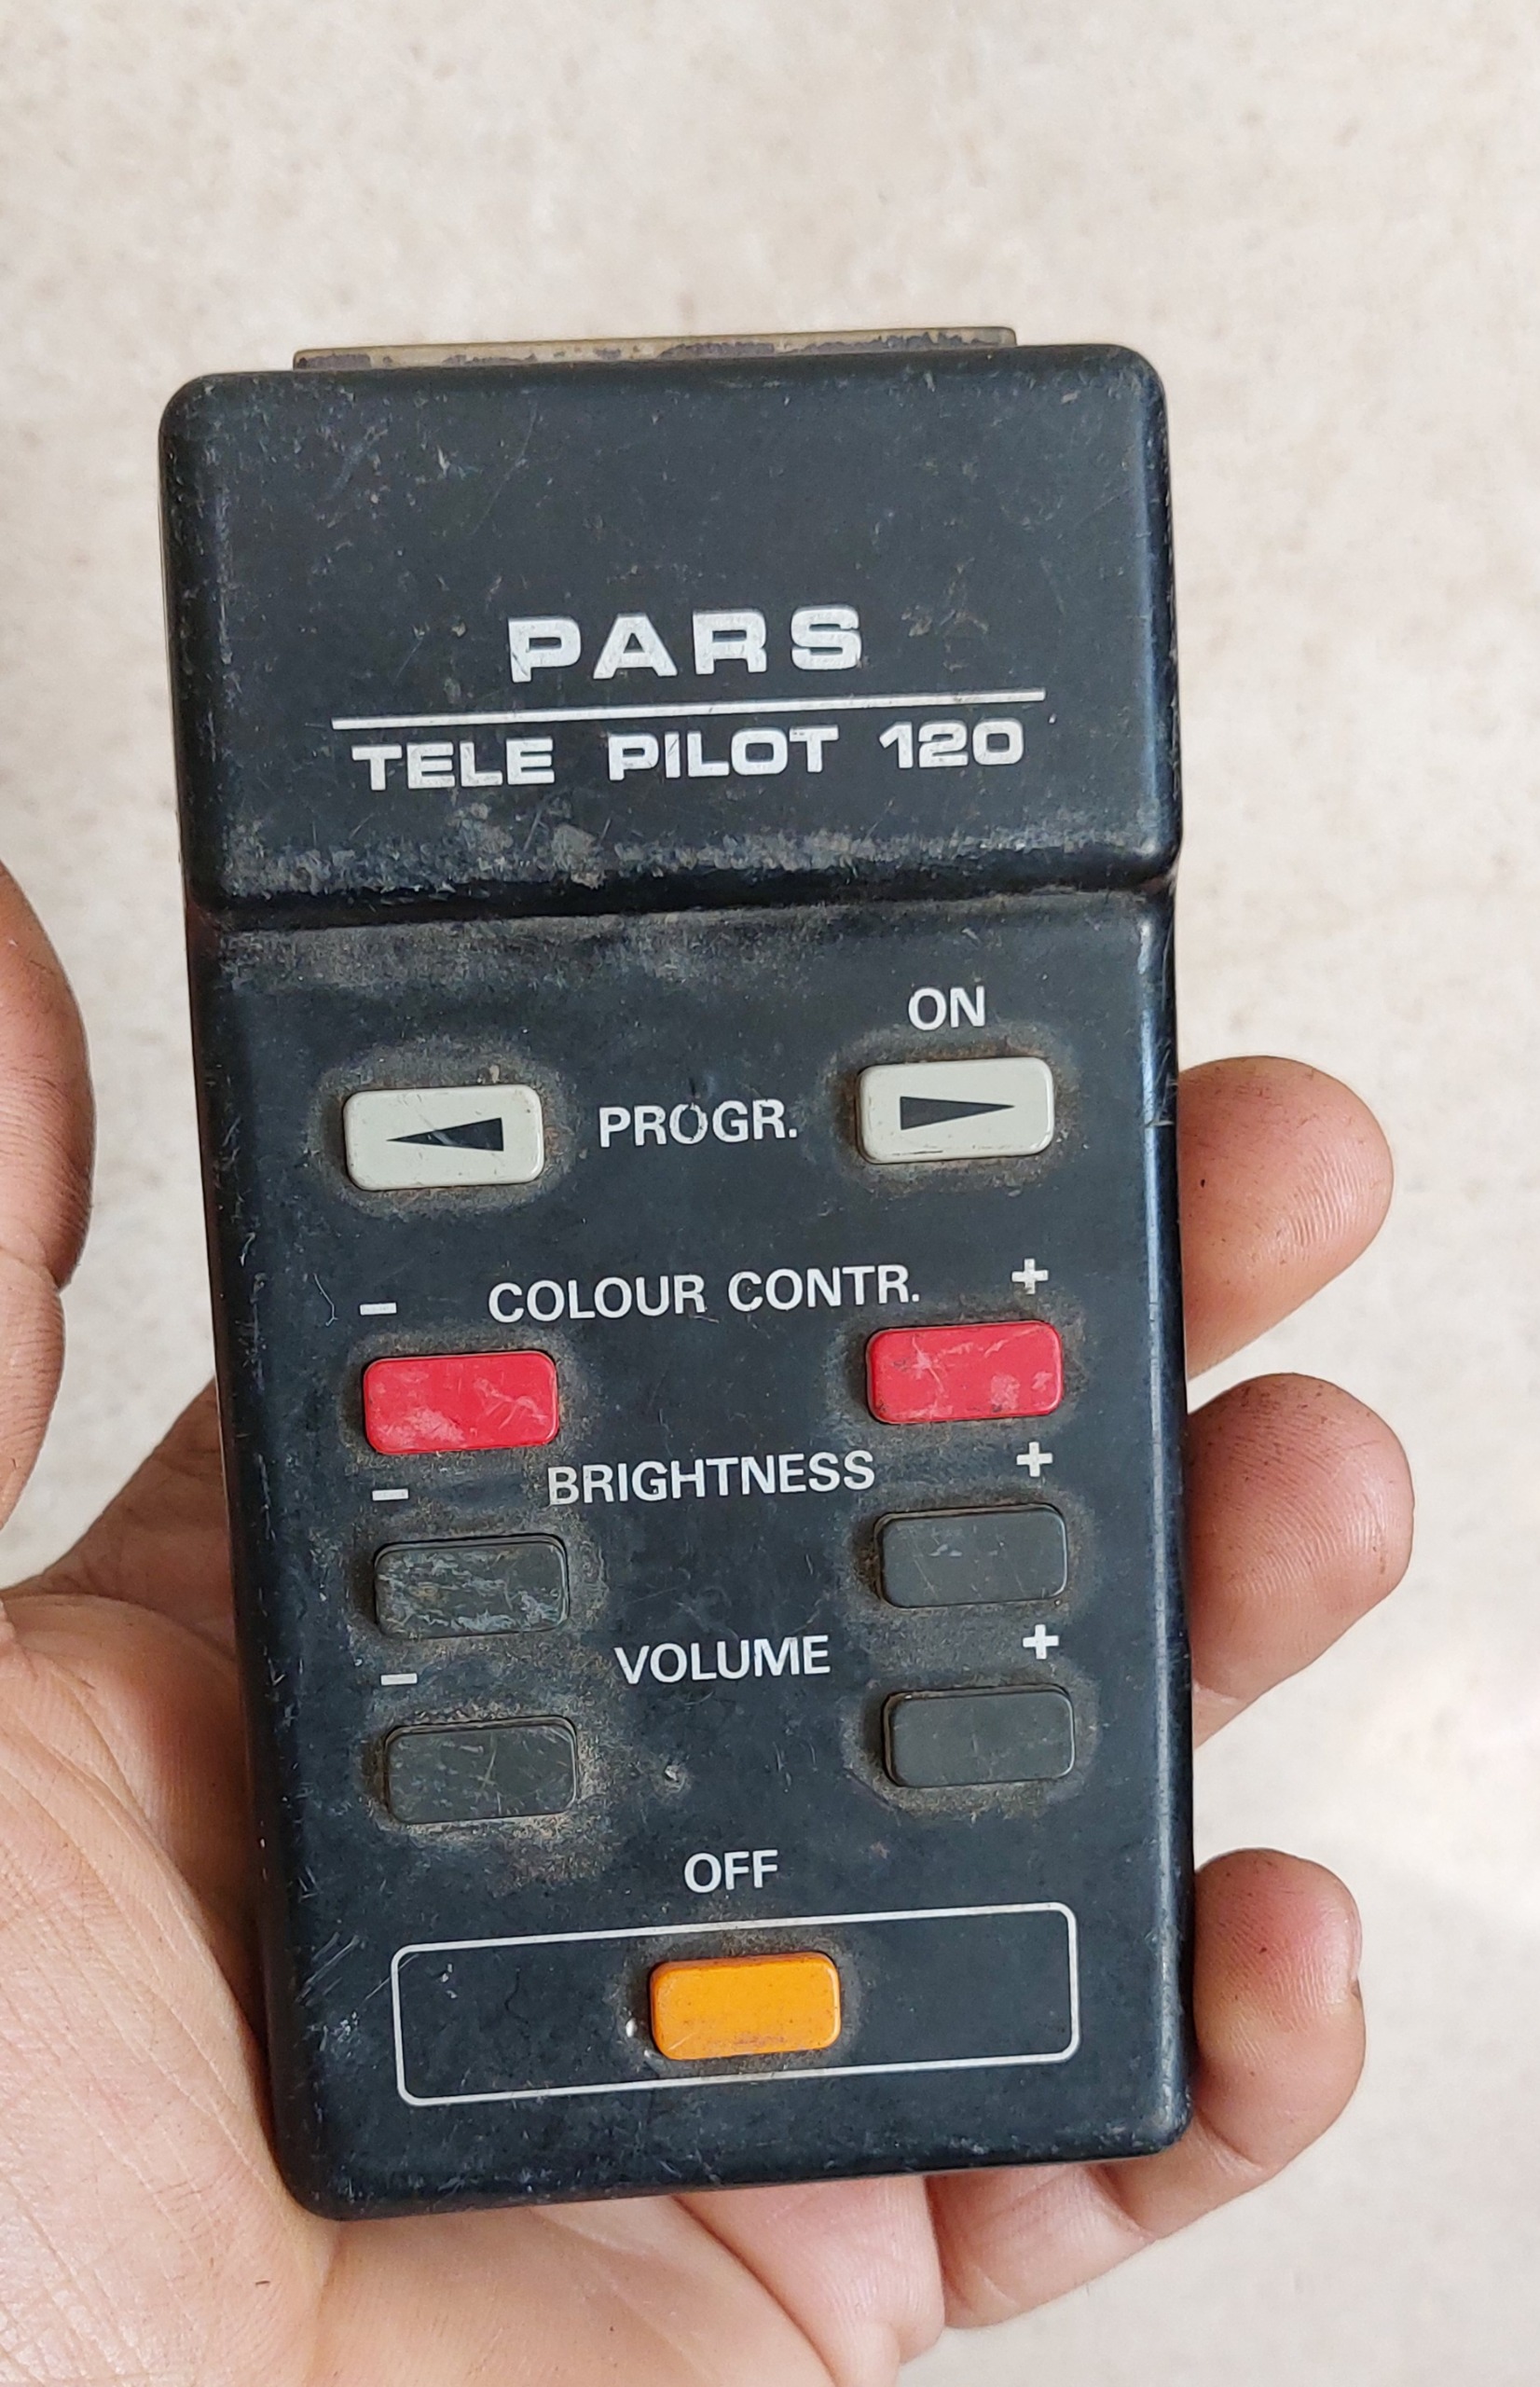 PARS
TELE PILOT 120
ON
PROGR.
- COLOUR CONTR. +
- BRIGHTNESS +
- VOLUME +
OFF